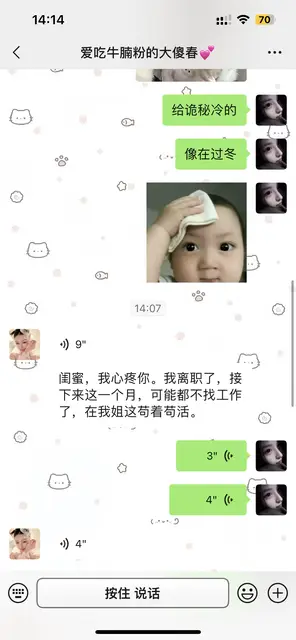 14:14
70
爱吃牛腩粉的大傻春💕
给诡秘冷的
像在过冬
14:07
9"
闺蜜，我心疼你。我离职了，接
下来这一个月，可能都不找工作
了，在我姐这苟着苟活。
3"
4"
4"
按住 说话